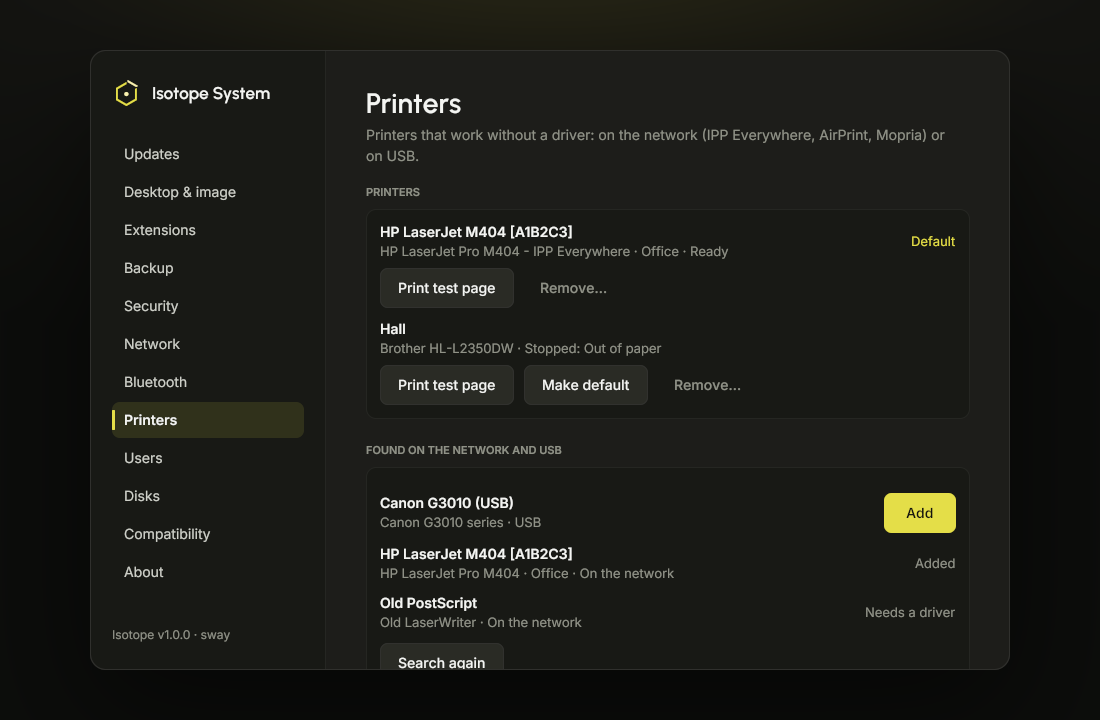 Isotope System
Updates
Desktop & image
Extensions
Backup
Security
Network
Bluetooth
Printers
Users
Disks
Compatibility
About
Isotope v1.0.0 · sway
Printers
Printers that work without a driver: on the network (IPP Everywhere, AirPrint, Mopria) or
on USB.
PRINTERS
HP LaserJet M404 [A1B2C3]
HP LaserJet Pro M404 - IPP Everywhere · Office · Ready
Default
Print test page
Remove...
Hall
Brother HL-L2350DW · Stopped: Out of paper
Print test page
Make default
Remove...
FOUND ON THE NETWORK AND USB
Canon G3010 (USB)
Canon G3010 series · USB
Add
HP LaserJet M404 [A1B2C3]
HP LaserJet Pro M404 · Office · On the network
Added
Old PostScript
Old LaserWriter · On the network
Needs a driver
Search again